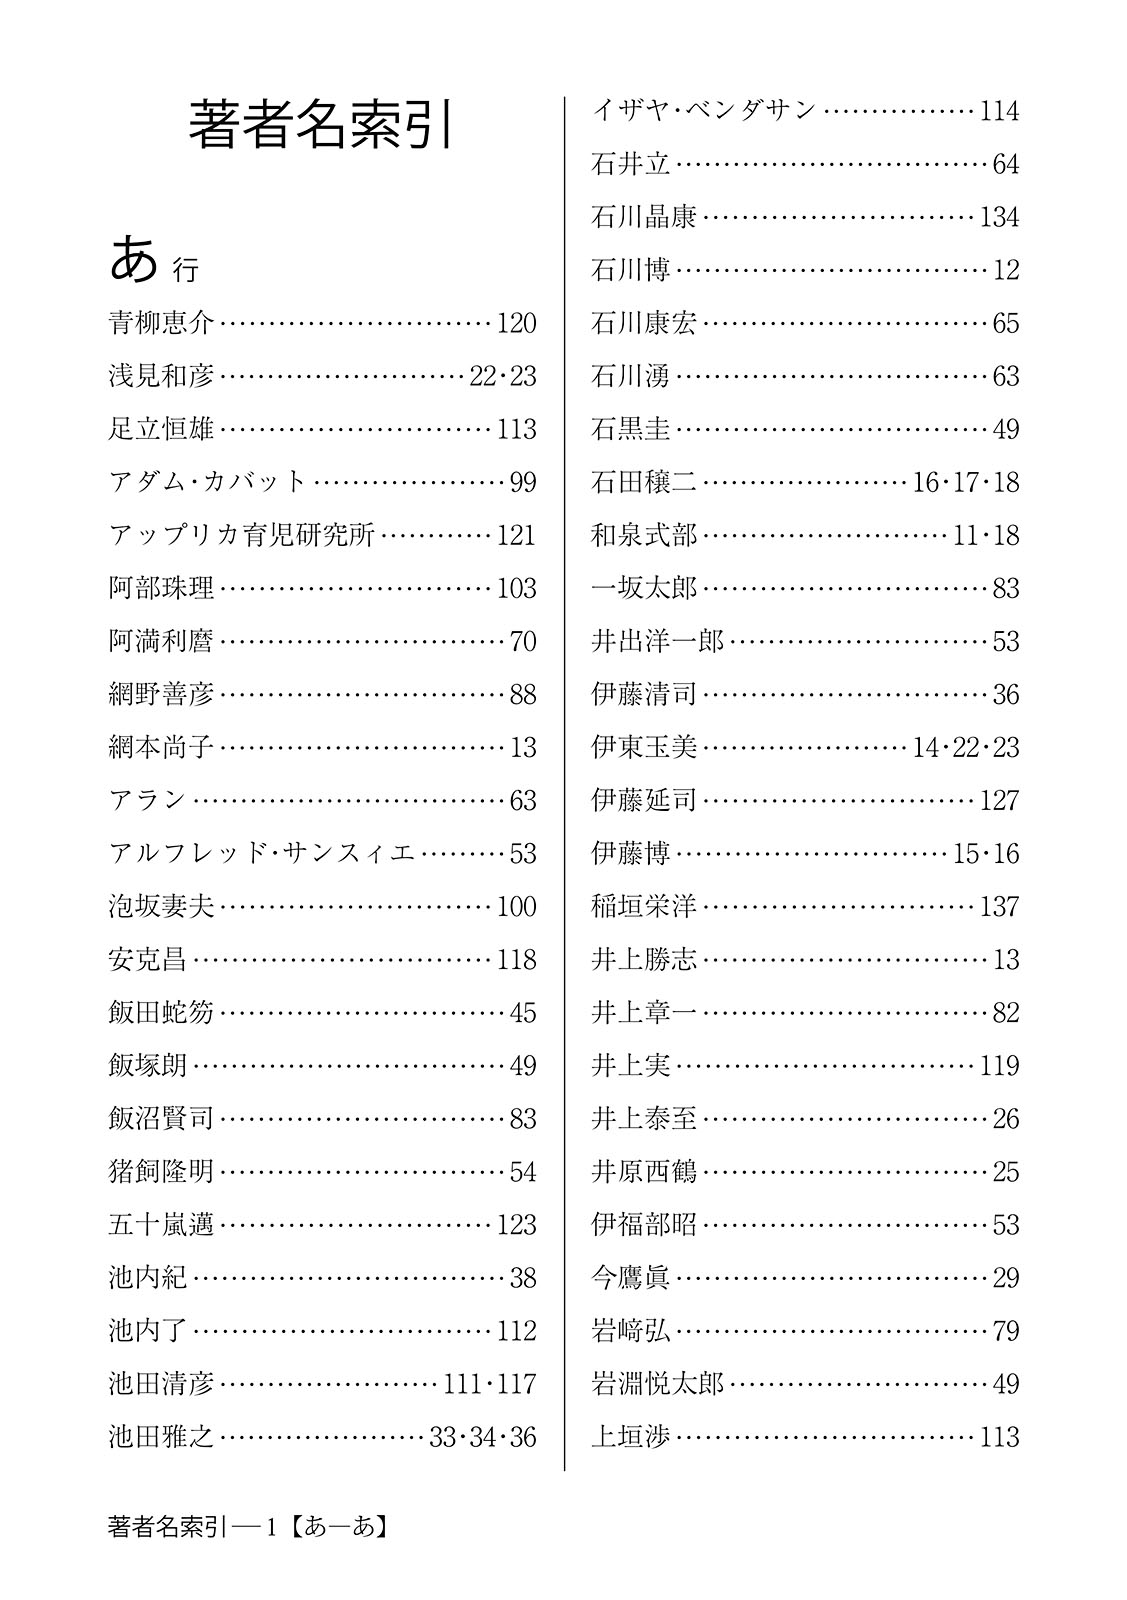 著者名索引
あ 行
青柳恵介…………………………120
浅見和彦………………………22・23
足立恒雄…………………………113
アダム・カバット…………………99
アップリカ育児研究所…………121
阿部珠理…………………………103
阿満利麿…………………………70
網野善彦…………………………88
網本尚子…………………………13
アラン……………………………63
アルフレッド・サンスィエ………53
泡坂妻夫…………………………100
安克昌……………………………118
飯田蛇笏…………………………45
飯塚朗……………………………49
飯沼賢司…………………………83
猪飼隆明…………………………54
五十嵐邁…………………………123
池内紀……………………………38
池内了……………………………112
池田清彦……………………111・117
池田雅之…………………33・34・36
イザヤ・ベンダサン……………114
石井立……………………………64
石川晶康…………………………134
石川博……………………………12
石川康宏…………………………65
石川湧……………………………63
石黒圭……………………………49
石田穣二…………………16・17・18
和泉式部………………………11・18
一坂太郎…………………………83
井出洋一郎………………………53
伊藤清司…………………………36
伊東玉美…………………14・22・23
伊藤延司…………………………127
伊藤博…………………………15・16
稲垣栄洋…………………………137
井上勝志…………………………13
井上章一…………………………82
井上実……………………………119
井上泰至…………………………26
井原西鶴…………………………25
伊福部昭…………………………53
今鷹眞……………………………29
岩﨑弘……………………………79
岩淵悦太郎………………………49
上垣渉……………………………113
著者名索引―1【あ―あ】